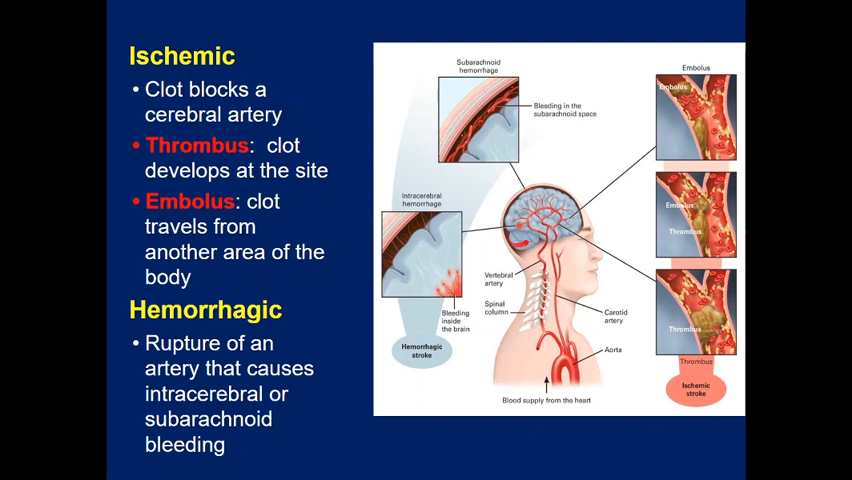 Ischemic
• Clot blocks a
cerebral artery
• Thrombus: clot
develops at the site
• Embolus: clot
travels from
another area of the
body
Hemorrhagic
• Rupture of an
artery that causes
intracerebral or
subarachnoid
bleeding
Subarachnoid
hemorrhage
Bleeding in the
subarachnoid space
Intracerebral
hemorrhage
Bleeding
inside
the brain
Hemorrhagic
stroke
Vertebral
artery
Spinal
column
Carotid
artery
Aorta
Blood supply from the heart
Embolus
Embolus
Embolus
Thrombus
Thrombus
Thrombus
Ischemic
stroke